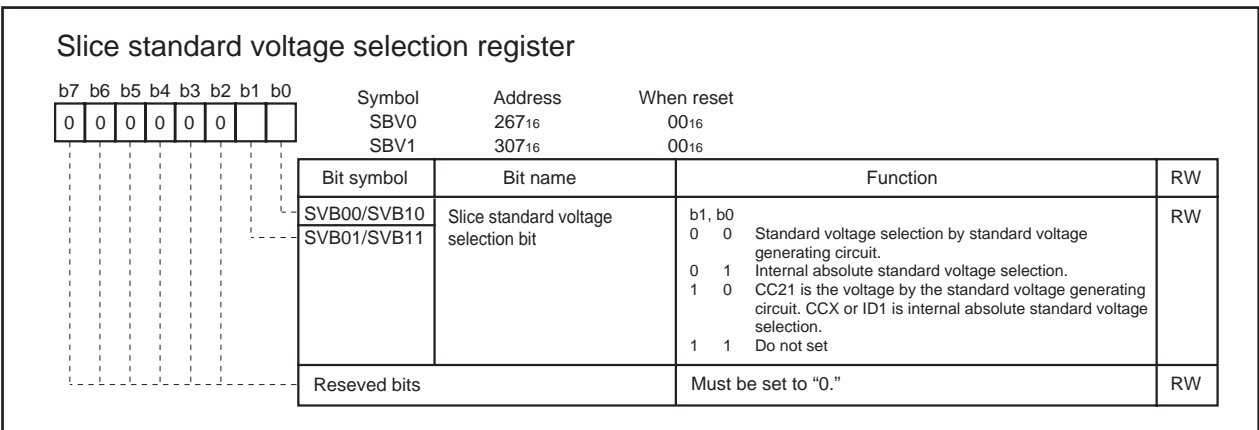 Slice standard voltage selection register
b7 b6 b5 b4 b3 b2 b1 b0
0 0 0 0 0 0
Symbol Address When reset
SBV0 267₁₆ 00₁₆
SBV1 307₁₆ 00₁₆
Bit symbol Bit name Function RW
SVB00/SVB10 Slice standard voltage b1, b0 RW
SVB01/SVB11 selection bit 0 0 Standard voltage selection by standard voltage
generating circuit.
0 1 Internal absolute standard voltage selection.
1 0 CC21 is the voltage by the standard voltage generating
circuit. CCX or ID1 is internal absolute standard voltage
selection.
1 1 Do not set
Reseved bits Must be set to “0.” RW